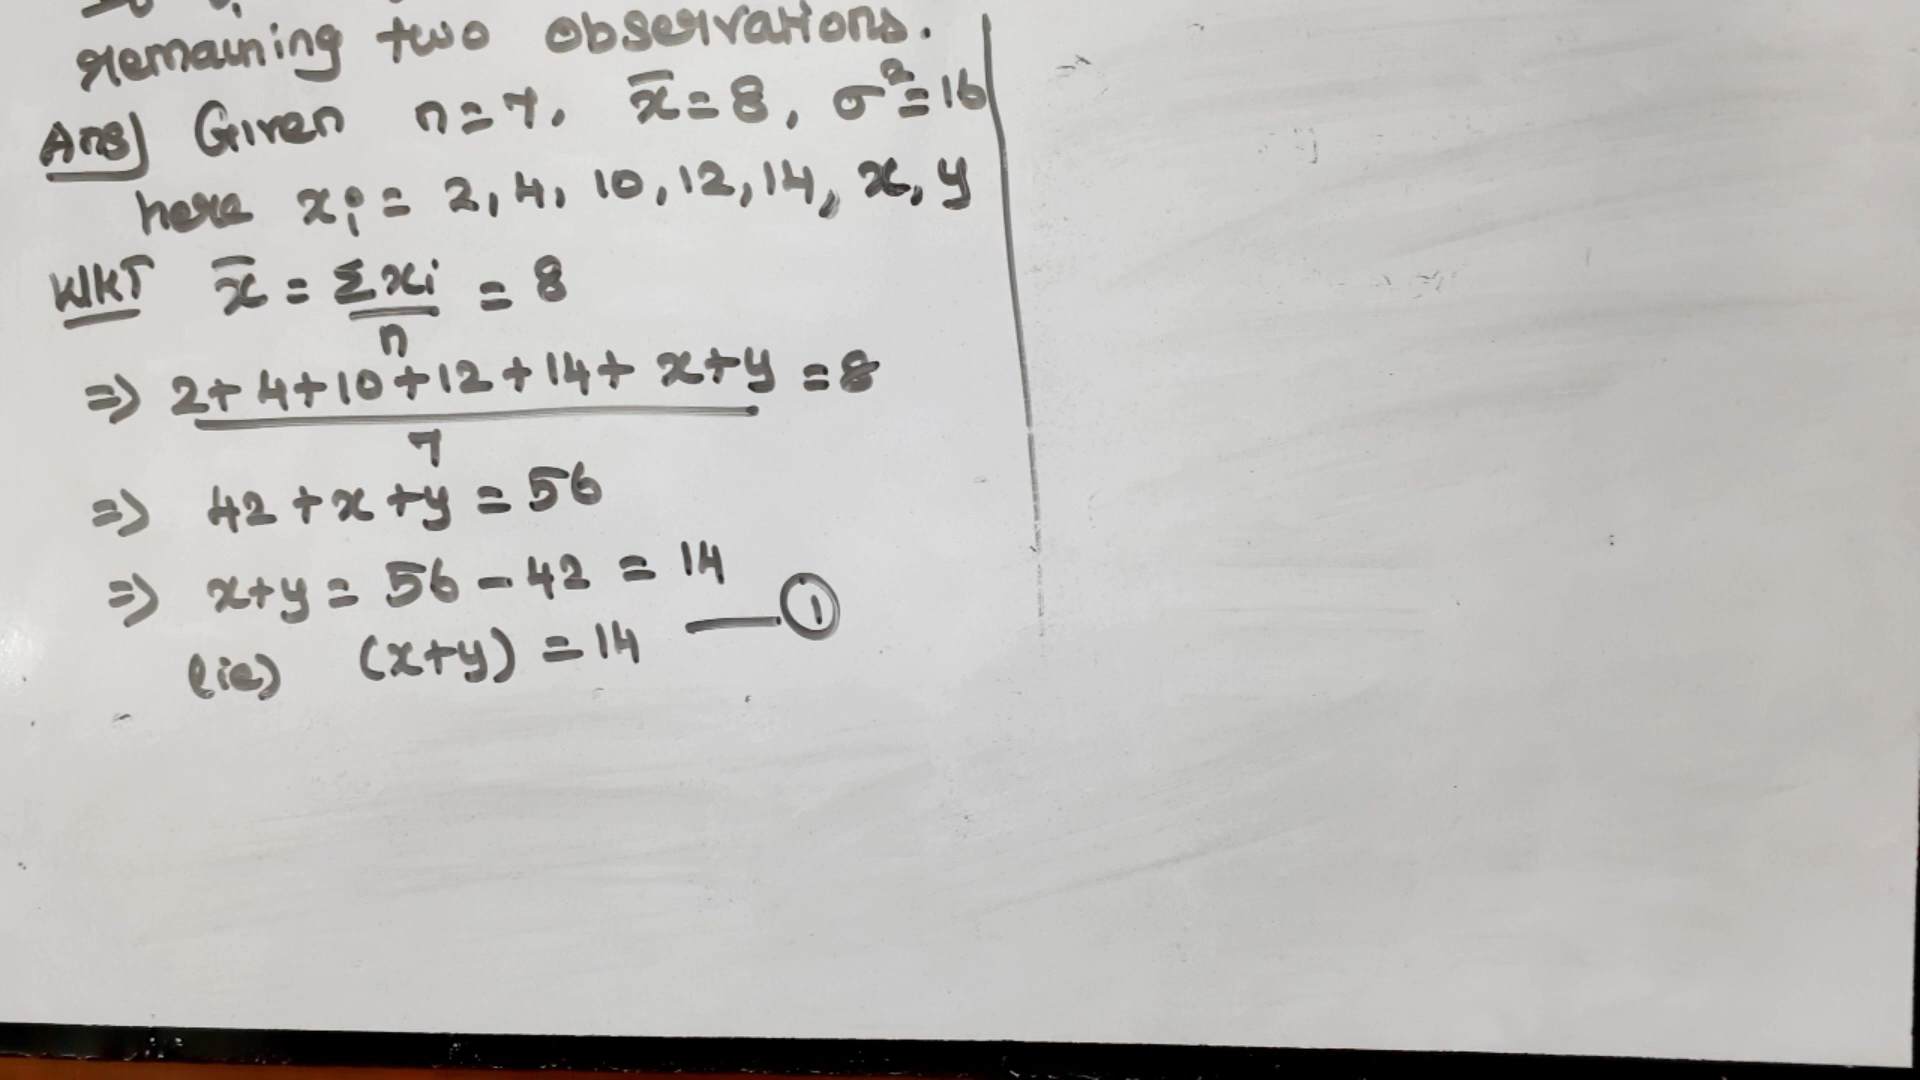 remaining two observations.
Ans) Given n=7, x̄=8, σ²=16
here xᵢ= 2, 4, 10, 12, 14, x, y
WKT x̄ = Σxᵢ/n = 8
=> (2+4+10+12+14+x+y)/7 =8
=> 42+x+y=56
=> x+y=56-42=14
(ie) (x+y)=14 —①